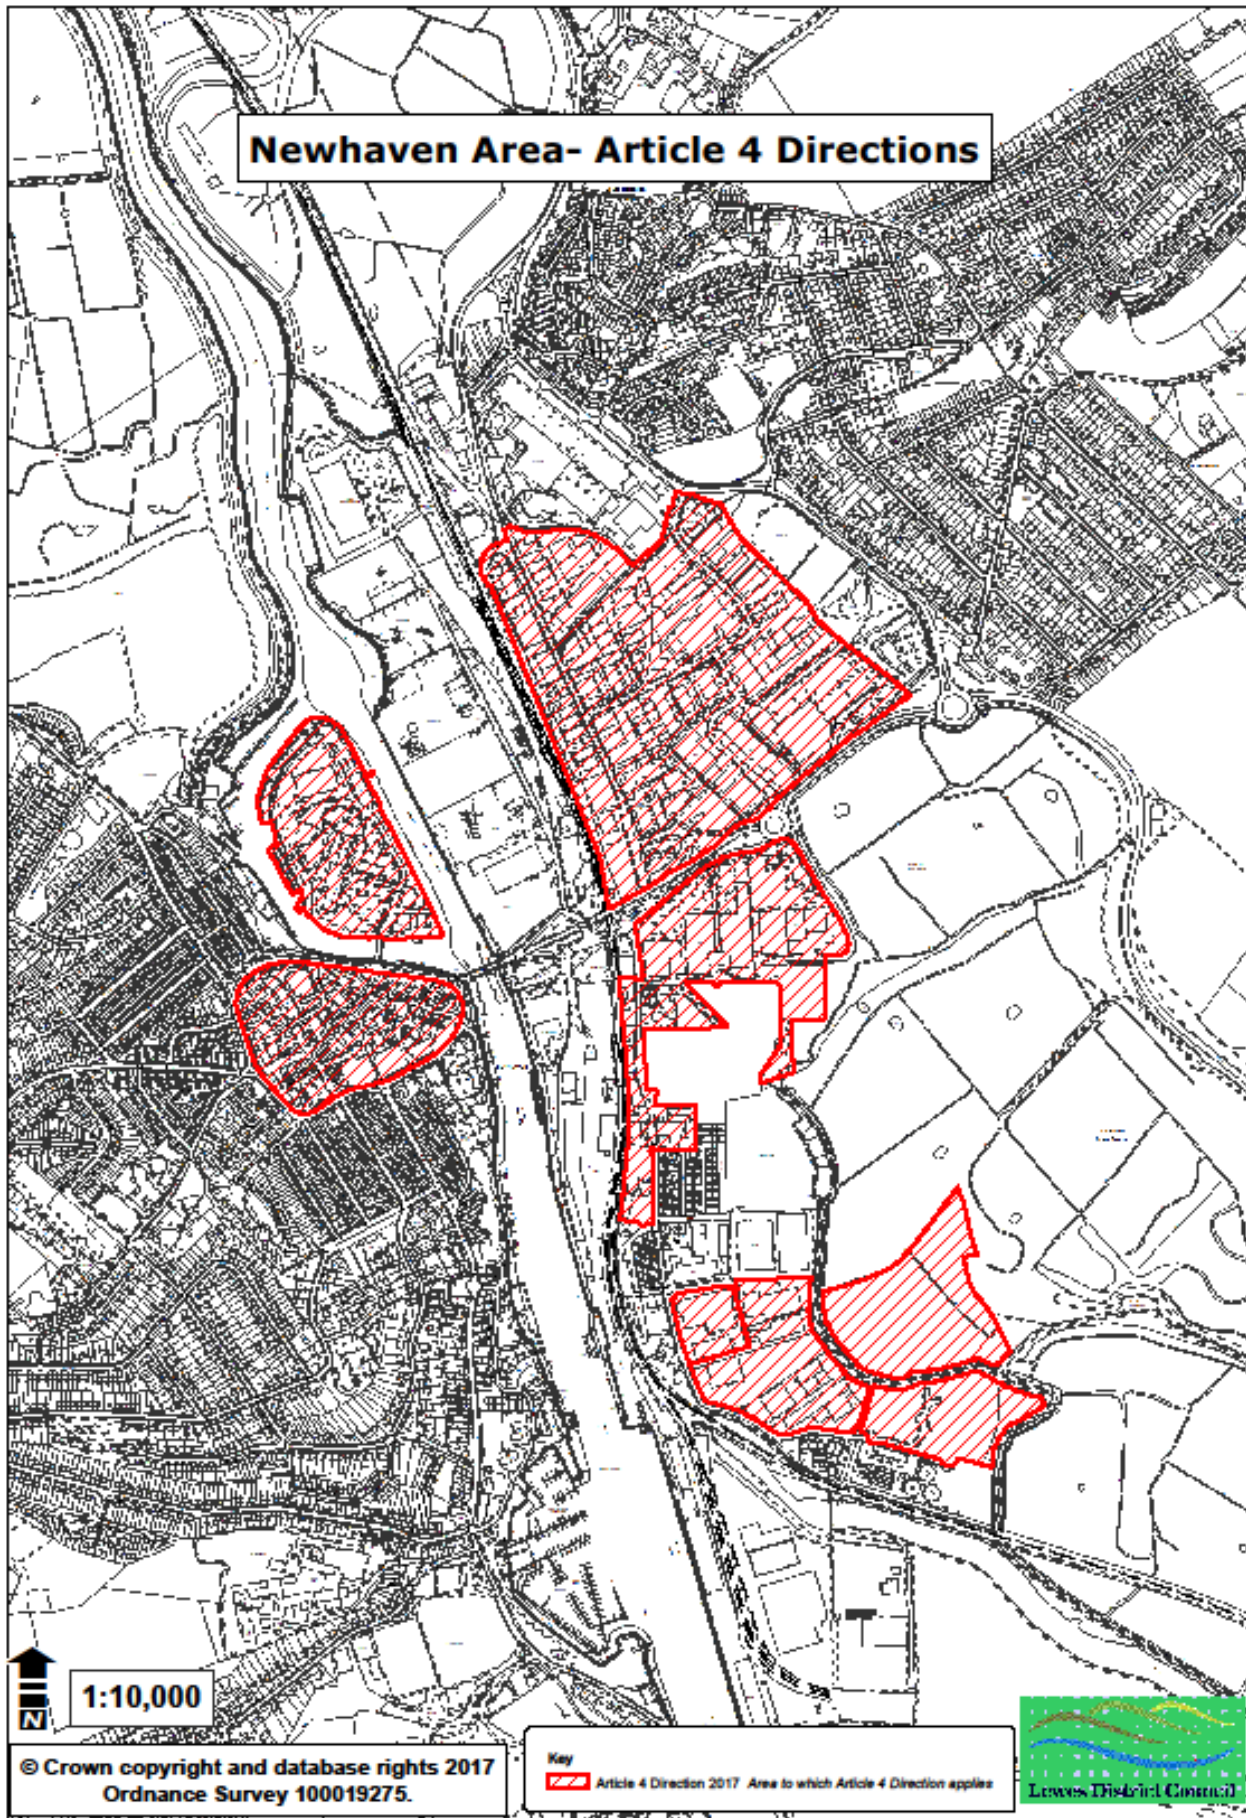 Newhaven Area- Article 4 Directions
1:10,000
N
© Crown copyright and database rights 2017
Ordnance Survey 100019275.
Key
Article 4 Direction 2017 Area to which Article 4 Direction applies
Lewes District Council